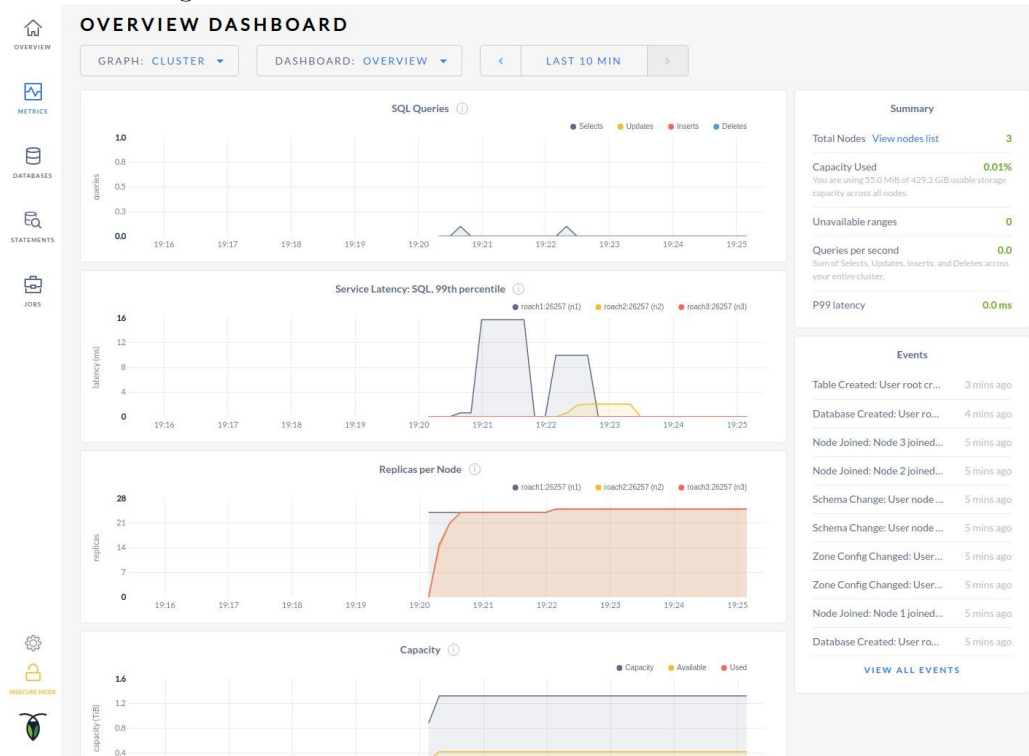 OVERVIEW DASHBOARD
OVERVIEW
METRICS
DATABASES
STATEMENTS
JOBS
INSECURE MODE
GRAPH: CLUSTER
DASHBOARD: OVERVIEW
< LAST 10 MIN >
SQL Queries
Selects Updates Inserts Deletes
queries
1.0
0.8
0.5
0.3
0.0
19:16 19:17 19:18 19:19 19:20 19:21 19:22 19:23 19:24 19:25
Service Latency: SQL, 99th percentile
roach1:26257 (n1) roach2:26257 (n2) roach3:26257 (n3)
latency (ms)
16
12
8
4
0
19:16 19:17 19:18 19:19 19:20 19:21 19:22 19:23 19:24 19:25
Replicas per Node
roach1:26257 (n1) roach2:26257 (n2) roach3:26257 (n3)
replicas
28
21
14
7
0
19:16 19:17 19:18 19:19 19:20 19:21 19:22 19:23 19:24 19:25
Capacity
Capacity Available Used
capacity (TiB)
1.6
1.2
0.8
0.4
Summary
Total Nodes View nodes list 3
Capacity Used 0.01%
You are using 55.0 MiB of 429.2 GiB usable storage
capacity across all nodes.
Unavailable ranges 0
Queries per second 0.0
Sum of Selects, Updates, Inserts, and Deletes across
your entire cluster.
P99 latency 0.0 ms
Events
Table Created: User root cr... 3 mins ago
Database Created: User ro... 4 mins ago
Node Joined: Node 3 joined... 5 mins ago
Node Joined: Node 2 joined... 5 mins ago
Schema Change: User node ... 5 mins ago
Schema Change: User node ... 5 mins ago
Zone Config Changed: User... 5 mins ago
Zone Config Changed: User... 5 mins ago
Node Joined: Node 1 joined... 5 mins ago
Database Created: User ro... 5 mins ago
VIEW ALL EVENTS